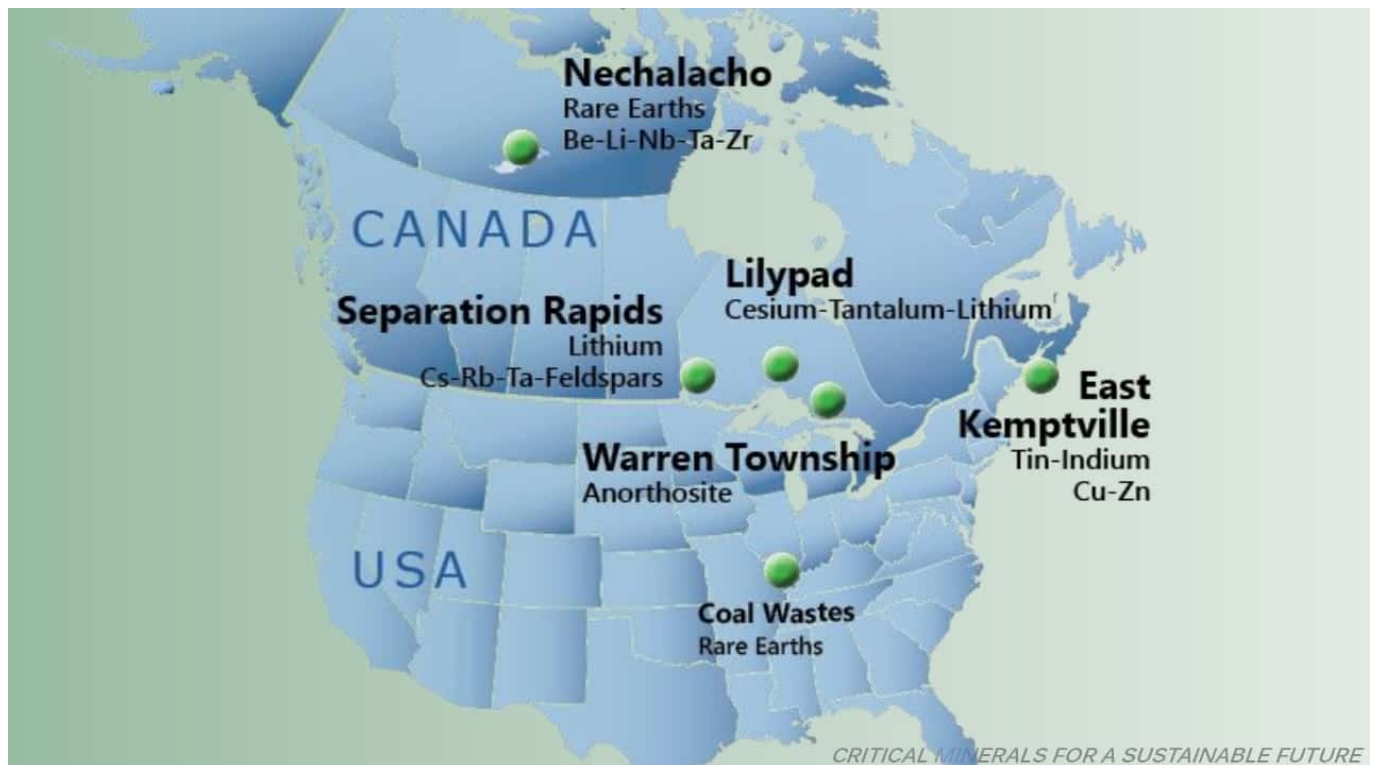 Nechalacho
Rare Earths
Be-Li-Nb-Ta-Zr
CANADA
Lilypad
Cesium-Tantalum-Lithium
Separation Rapids
Lithium
Cs-Rb-Ta-Feldspars
East
Kemptville
Tin-Indium
Cu-Zn
Warren Township
Anorthosite
USA
Coal Wastes
Rare Earths
CRITICAL MINERALS FOR A SUSTAINABLE FUTURE